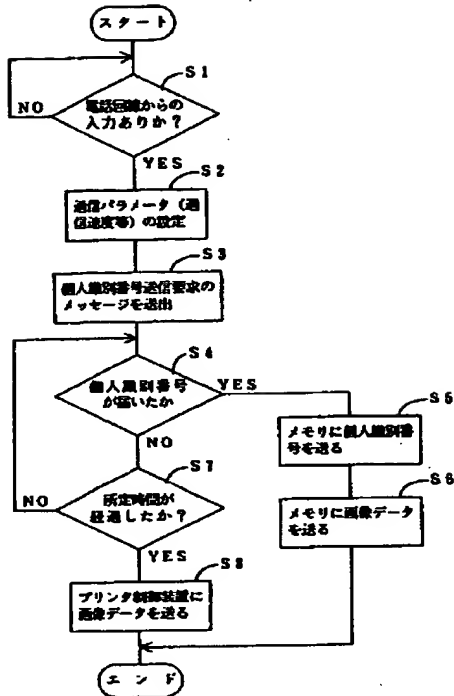 スタート
S1
電話回線からの
入力ありか?
NO
YES
S2
通信パラメータ(通
信速度等)の設定
S3
個人識別番号送信要求の
メッセージを送出
S4
個人識別番号
が届いたか
YES
NO
S5
メモリに個人識別番
号を送る
S6
メモリに画像データ
を送る
S7
所定時間が
経過したか?
NO
YES
S8
プリンタ制御装置に
画像データを送る
エンド